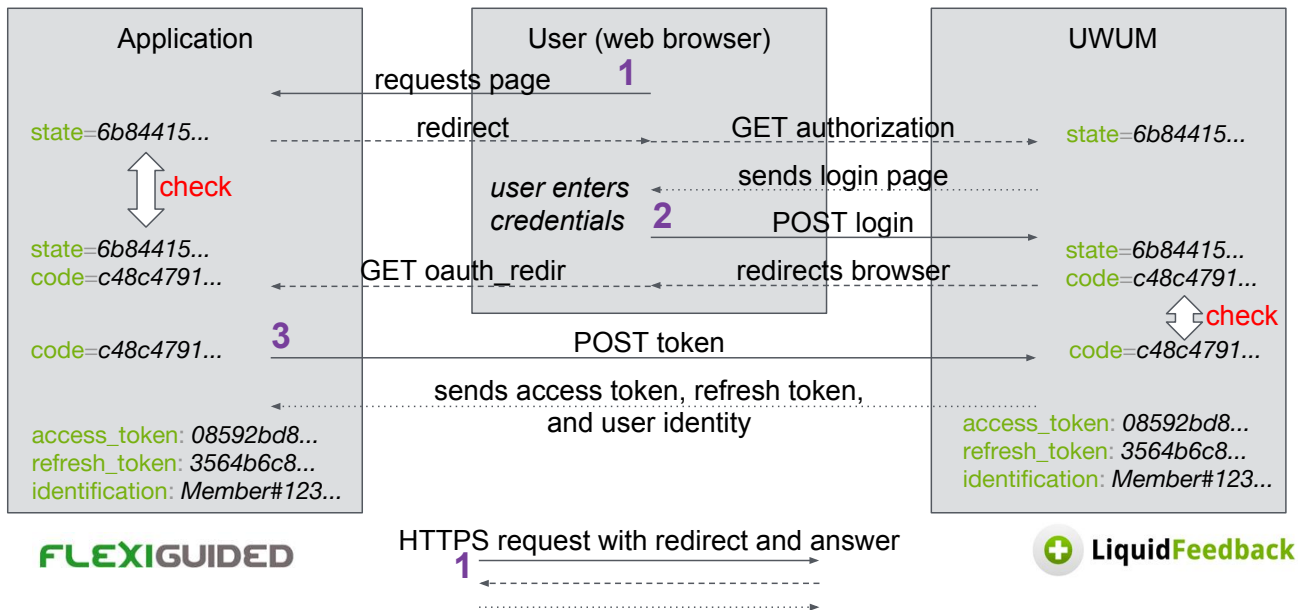 Application
User (web browser)
UWUM
requests page
1
state=6b84415...
redirect
GET authorization
state=6b84415...
check
user enters
credentials
sends login page
2
POST login
state=6b84415...
code=c48c4791...
GET oauth_redir
redirects browser
state=6b84415...
code=c48c4791...
check
code=c48c4791...
3
POST token
code=c48c4791...
sends access token, refresh token,
and user identity
access_token: 08592bd8...
refresh_token: 3564b6c8...
identification: Member#123...
access_token: 08592bd8...
refresh_token: 3564b6c8...
identification: Member#123...
FLEXIGUIDED
HTTPS request with redirect and answer
1
LiquidFeedback